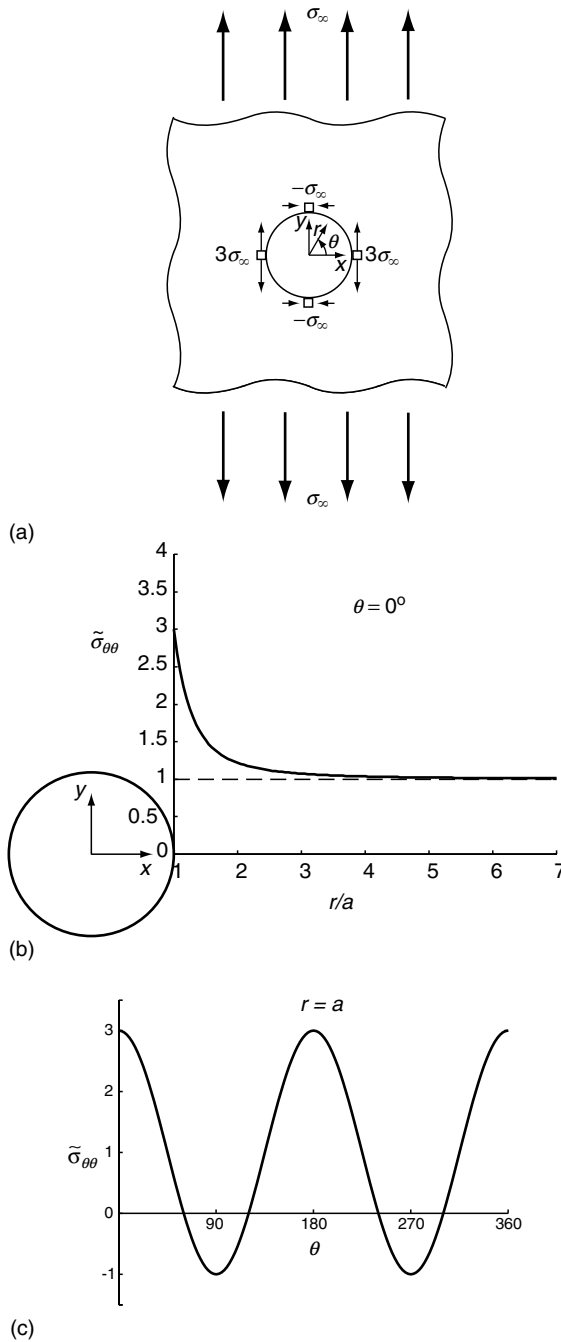 σ∞
−σ∞
y r θ
3σ∞ x 3σ∞
−σ∞
σ∞
(a)
4
3.5
θ = 0°
3
σ̃θθ
2.5
2
1.5
1
y
0.5
x 0
1 2 3 4 5 6 7
r/a
(b)
r = a
3
2
1
σ̃θθ
0
90 180 270 360
θ
-1
(c)